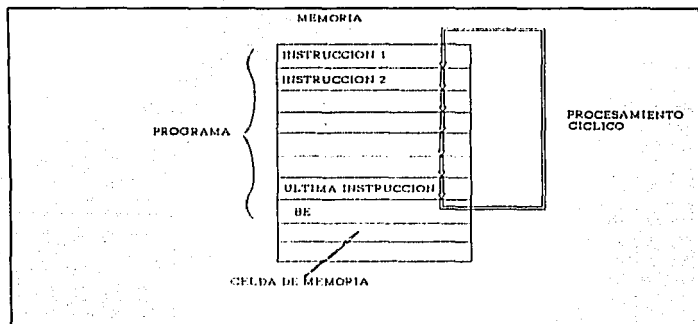 MEMORIA
INSTRUCCION 1
INSTRUCCION 2
PROGRAMA
PROCESAMIENTO
CICLICO
ULTIMA INSTRUCCION
BE
CELDA DE MEMORIA